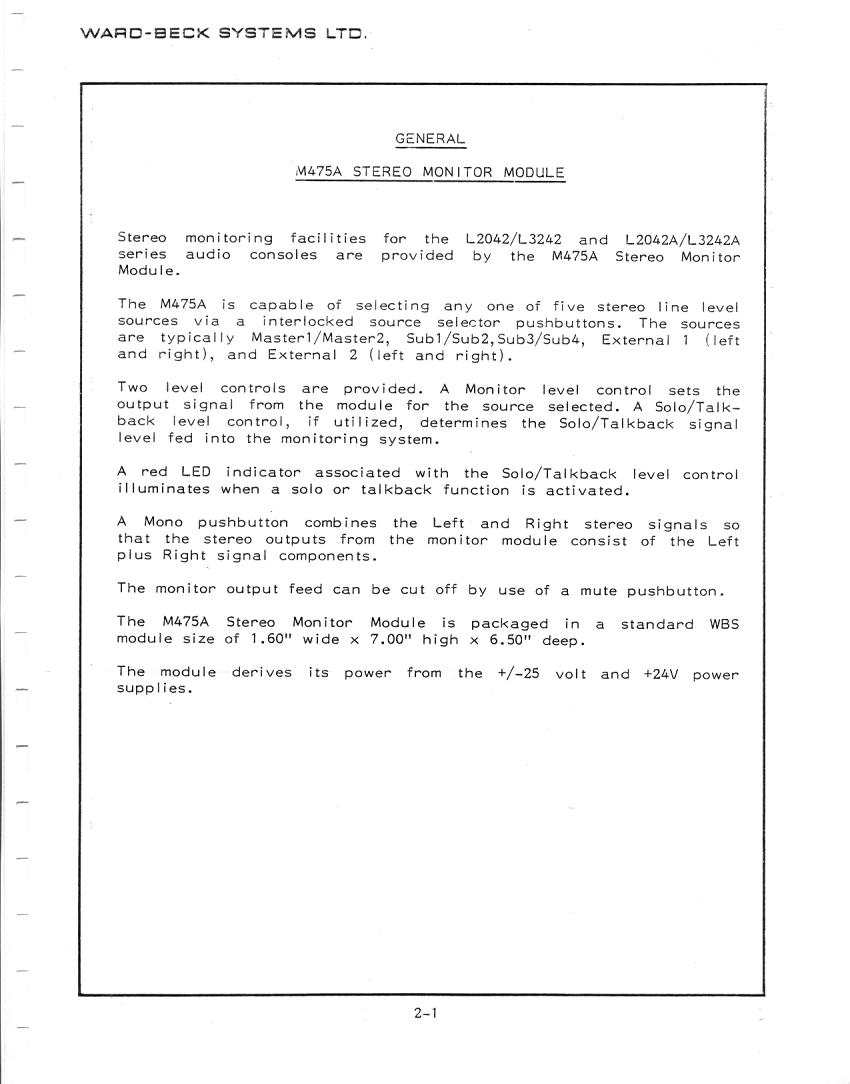 WARD-BECK SYSTEMS LTD.
GENERAL
M475A STEREO MONITOR MODULE
Stereo monitoring facilities for the L2042/L3242 and L2042A/L3242A
series audio consoles are provided by the M475A Stereo Monitor
Module.
The M475A is capable of selecting any one of five stereo line level
sources via a interlocked source selector pushbuttons. The sources
are typically Master1/Master2, Sub1/Sub2,Sub3/Sub4, External 1 (left
and right), and External 2 (left and right).
Two level controls are provided. A Monitor level control sets the
output signal from the module for the source selected. A Solo/Talk-
back level control, if utilized, determines the Solo/Talkback signal
level fed into the monitoring system.
A red LED indicator associated with the Solo/Talkback level control
illuminates when a solo or talkback function is activated.
A Mono pushbutton combines the Left and Right stereo signals so
that the stereo outputs from the monitor module consist of the Left
plus Right signal components.
The monitor output feed can be cut off by use of a mute pushbutton.
The M475A Stereo Monitor Module is packaged in a standard WBS
module size of 1.60" wide x 7.00" high x 6.50" deep.
The module derives its power from the +/-25 volt and +24V power
supplies.
2-1